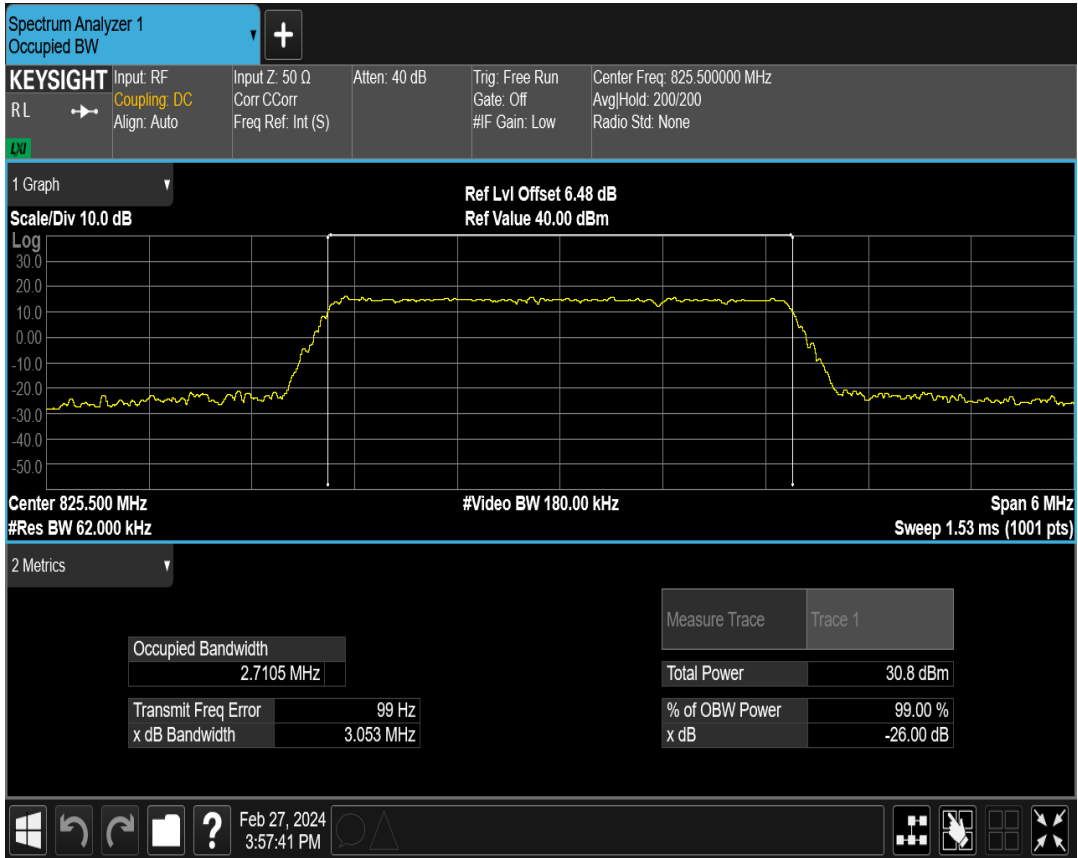 Spectrum Analyzer 1
Occupied BW
+
KEYSIGHT
R L
LXI
Input: RF
Coupling: DC
Align: Auto
Input Z: 50 Ω
Corr CCorr
Freq Ref: Int (S)
Atten: 40 dB
Trig: Free Run
Gate: Off
#IF Gain: Low
Center Freq: 825.500000 MHz
Avg|Hold: 200/200
Radio Std: None
1 Graph
Scale/Div 10.0 dB
Ref Lvl Offset 6.48 dB
Ref Value 40.00 dBm
Log
30.0
20.0
10.0
0.00
-10.0
-20.0
-30.0
-40.0
-50.0
Center 825.500 MHz
#Res BW 62.000 kHz
#Video BW 180.00 kHz
Span 6 MHz
Sweep 1.53 ms (1001 pts)
2 Metrics
Measure Trace Trace 1
Occupied Bandwidth
2.7105 MHz
Total Power 30.8 dBm
Transmit Freq Error 99 Hz
x dB Bandwidth 3.053 MHz
% of OBW Power 99.00 %
x dB -26.00 dB
?
Feb 27, 2024
3:57:41 PM